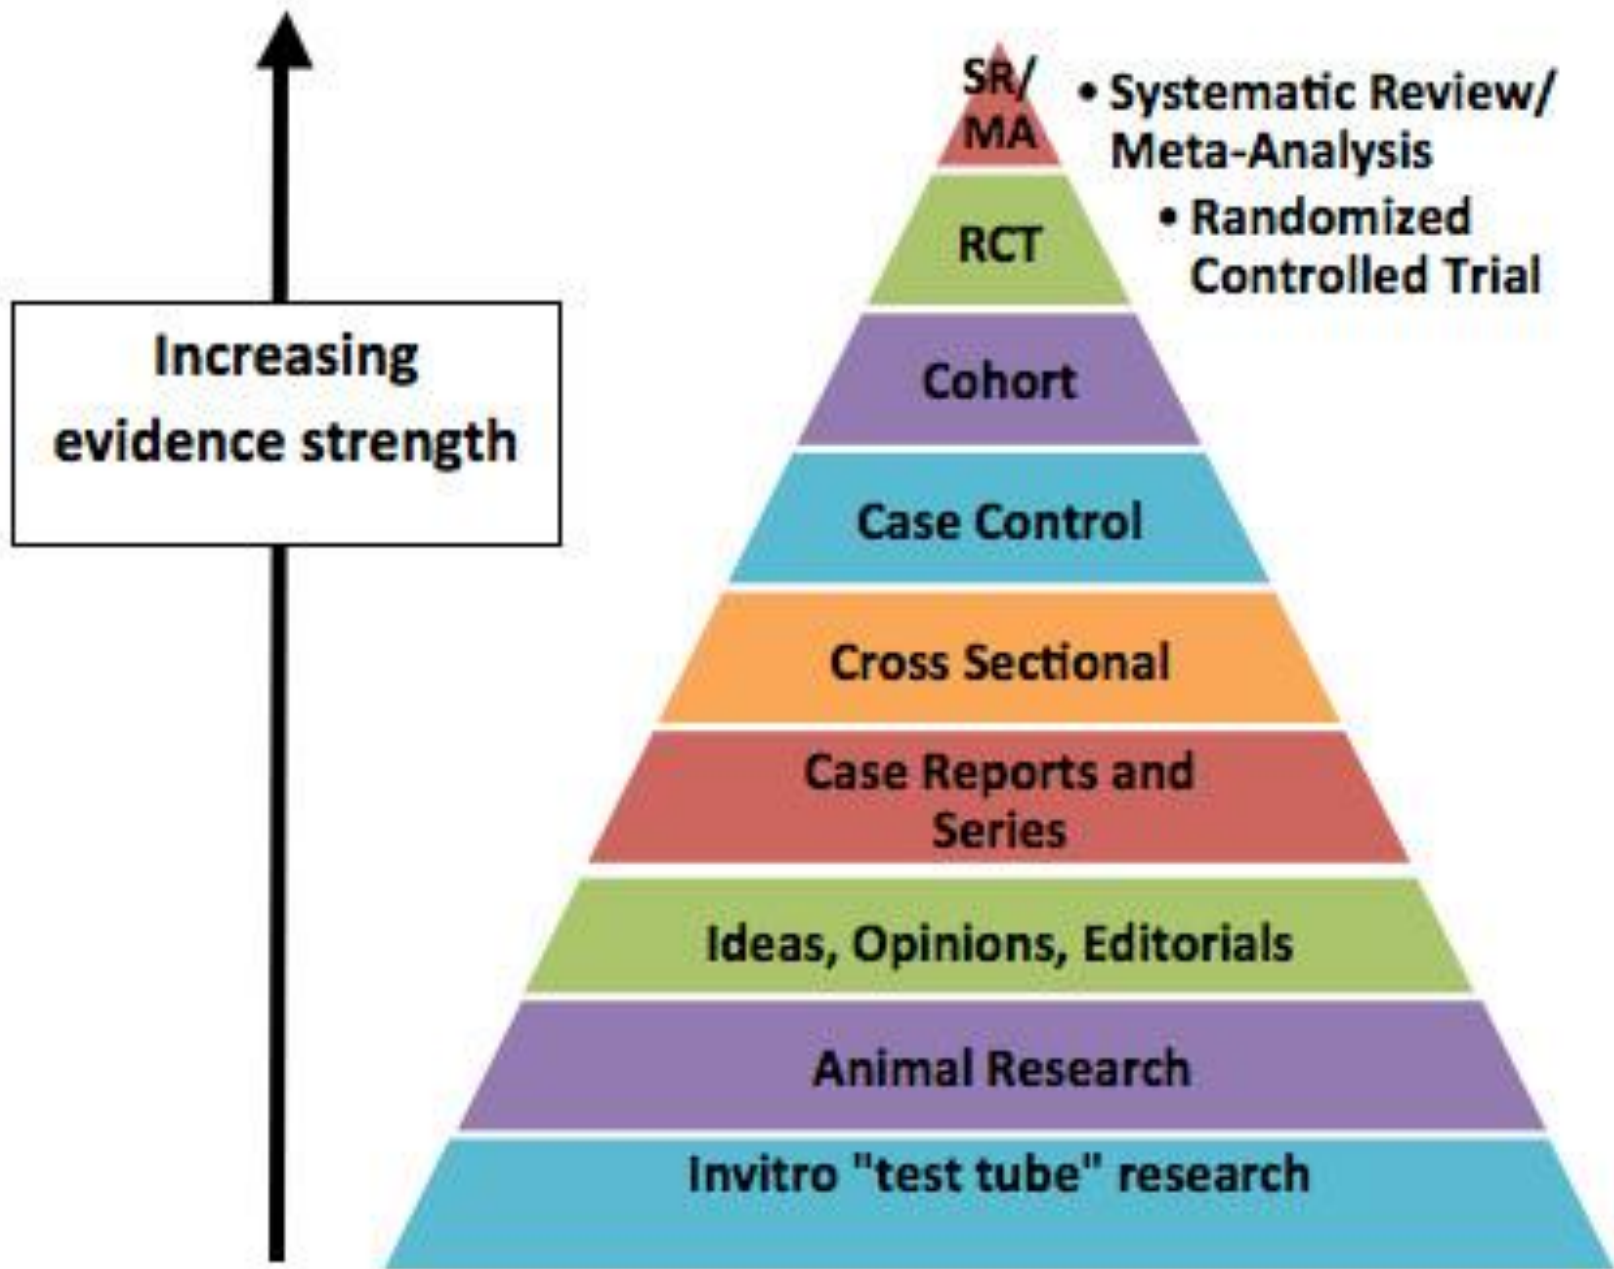 Increasing
evidence strength
SR/
MA
• Systematic Review/
Meta-Analysis
RCT
• Randomized
Controlled Trial
Cohort
Case Control
Cross Sectional
Case Reports and
Series
Ideas, Opinions, Editorials
Animal Research
Invitro "test tube" research